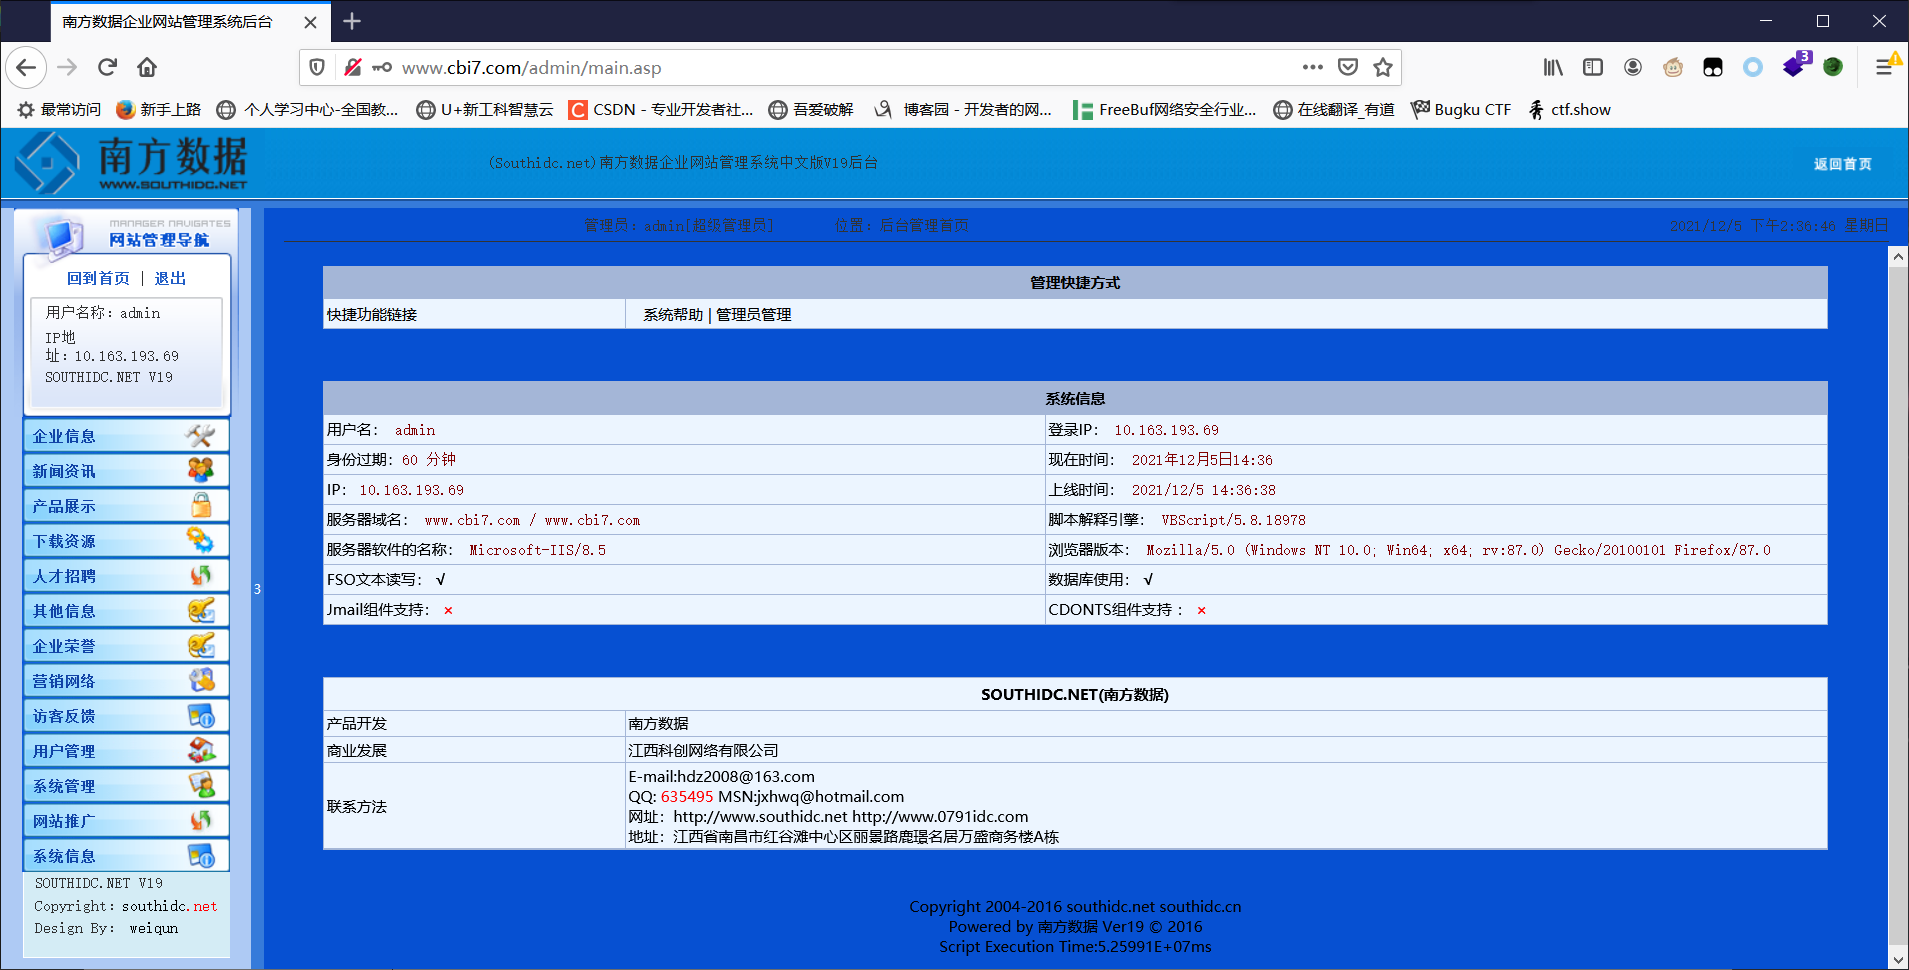 南方数据企业网站管理系统后台
www.cbi7.com/admin/main.asp
3
最常访问 新手上路 个人学习中心-全国教... U+新工科智慧云 CSDN - 专业开发者社... 吾爱破解 博客园 - 开发者的网... FreeBuf网络安全行业... 在线翻译_有道 Bugku CTF ctf.show
南方数据
WWW.SOUTHIDC.NET
(Southidc.net)南方数据企业网站管理系统中文版V19后台
返回首页
MANAGER NAVIGATES
网站管理导航
管理员：admin[超级管理员] 位置：后台管理首页 2021/12/5 下午2:36:45 星期日
回到首页 | 退出
用户名称：admin
IP地
址：10.163.193.69
SOUTHIDC.NET V19
企业信息
新闻资讯
产品展示
下载资源
人才招聘
其他信息
企业荣誉
营销网络
访客反馈
用户管理
系统管理
网站推广
系统信息
SOUTHIDC.NET V19
Copyright：southidc.net
Design By： weiqun
3
管理快捷方式
快捷功能链接 系统帮助 | 管理员管理
系统信息
用户名： admin 登录IP： 10.163.193.69
身份过期：60 分钟 现在时间： 2021年12月5日14:36
IP： 10.163.193.69 上线时间： 2021/12/5 14:36:38
服务器域名： www.cbi7.com / www.cbi7.com 脚本解释引擎： VBScript/5.8.18978
服务器软件的名称： Microsoft-IIS/8.5 浏览器版本： Mozilla/5.0 (Windows NT 10.0; Win64; x64; rv:87.0) Gecko/20100101 Firefox/87.0
FSO文本读写： √ 数据库使用： √
Jmail组件支持： × CDONTS组件支持 ： ×
SOUTHIDC.NET(南方数据)
产品开发 南方数据
商业发展 江西科创网络有限公司
联系方法
E-mail:hdz2008@163.com
QQ: 635495 MSN:jxhwq@hotmail.com
网址：http://www.southidc.net http://www.0791idc.com
地址：江西省南昌市红谷滩中心区丽景路鹿璟名居万盛商务楼A栋
Copyright 2004-2016 southidc.net southidc.cn
Powered by 南方数据 Ver19 © 2016
Script Execution Time:5.25991E+07ms